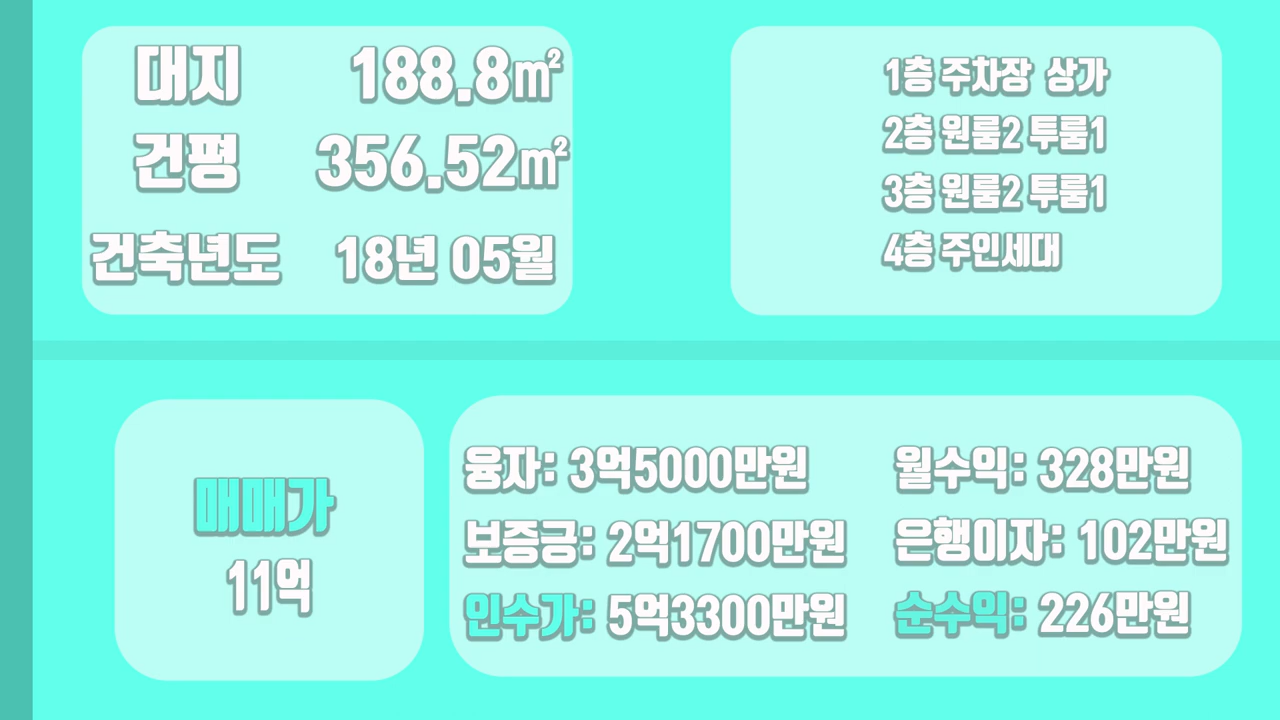 대지 188.8㎡
건평 356.52㎡
건축년도 18년 05월
1층 주차장 상가
2층 원룸2 투룸1
3층 원룸2 투룸1
4층 주인세대
매매가
11억
융자: 3억5000만원
보증금: 2억1700만원
인수가: 5억3300만원
월수익: 328만원
은행이자: 102만원
순수익: 226만원